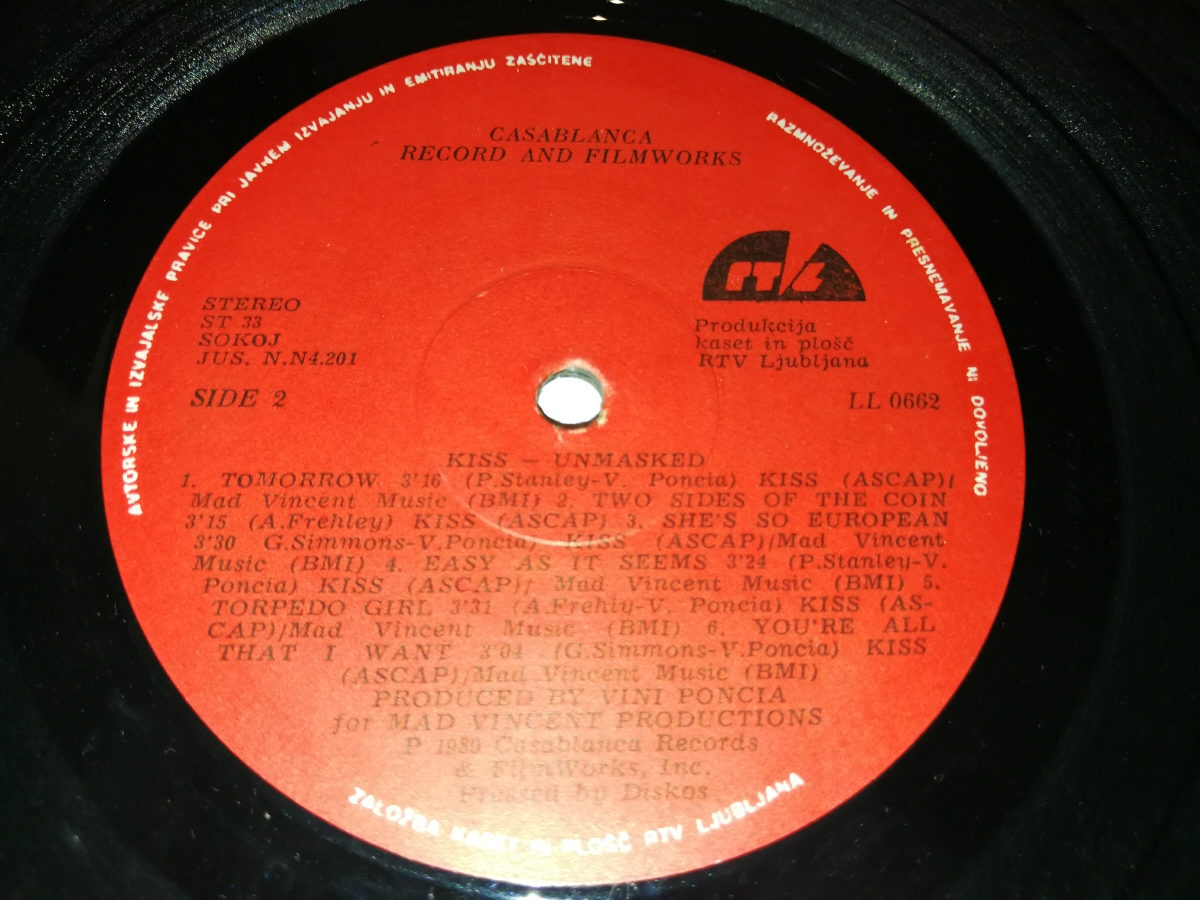 AVTORSKE IN IZVAJALSKE PRAVICE PRI JAVNEM IZVAJANJU IN EMITIRANJU ZAŠČITENE
RAZMNOŽEVANJE IN PRESNEMAVANJE NI DOVOLJENO
CASABLANCA
RECORD AND FILMWORKS
STEREO
ST 33
SOKOJ
JUS. N.N4.201
SIDE 2
RTVL
Produkcija
kaset in plošč
RTV Ljubljana
LL 0662
KISS — UNMASKED
1. TOMORROW 3'16 (P.Stanley-V. Poncia) KISS (ASCAP)/
Mad Vincent Music (BMI) 2. TWO SIDES OF THE COIN
3'15 (A.Frehley) KISS (ASCAP) 3. SHE'S SO EUROPEAN
3'30 G.Simmons-V.Poncia) KISS (ASCAP)/Mad Vincent
Music (BMI) 4. EASY AS IT SEEMS 3'24 (P.Stanley-V.
Poncia) KISS (ASCAP)/ Mad Vincent Music (BMI) 5.
TORPEDO GIRL 3'31 (A.Frehly-V. Poncia) KISS (AS-
CAP)/Mad Vincent Music (BMI) 6. YOU'RE ALL
THAT I WANT 3'04 (G.Simmons-V.Poncia) KISS
(ASCAP)/Mad Vincent Music (BMI)
PRODUCED BY VINI PONCIA
for MAD VINCENT PRODUCTIONS
P 1980 Casablanca Records
& FilmWorks, Inc.
Pressed by Diskos
ZALOŽBA KASET IN PLOŠČ RTV LJUBLJANA